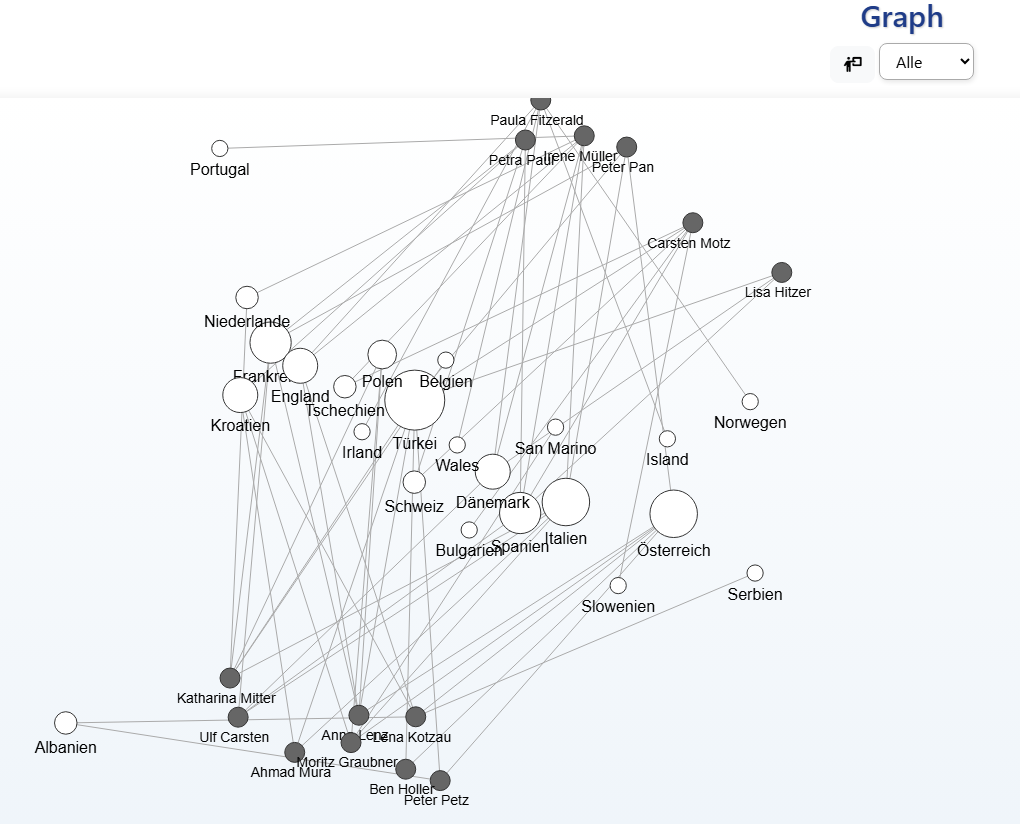 Graph
Alle
Paula Fitzerald
Petra Paul
Irene Müller
Peter Pan
Portugal
Carsten Motz
Lisa Hitzer
Niederlande
Frankre
Polen
Belgien
England
Tschechien
Kroatien
Norwegen
Türkei
Irland
San Marino
Wales
Island
Dänemark
Schweiz
Italien
Spanien
Bulgarien
Österreich
Serbien
Slowenien
Katharina Mitter
Ulf Carsten
Anna Lenz
Lena Kotzau
Albanien
Moritz Graubner
Ahmad Mura
Ben Holler
Peter Petz